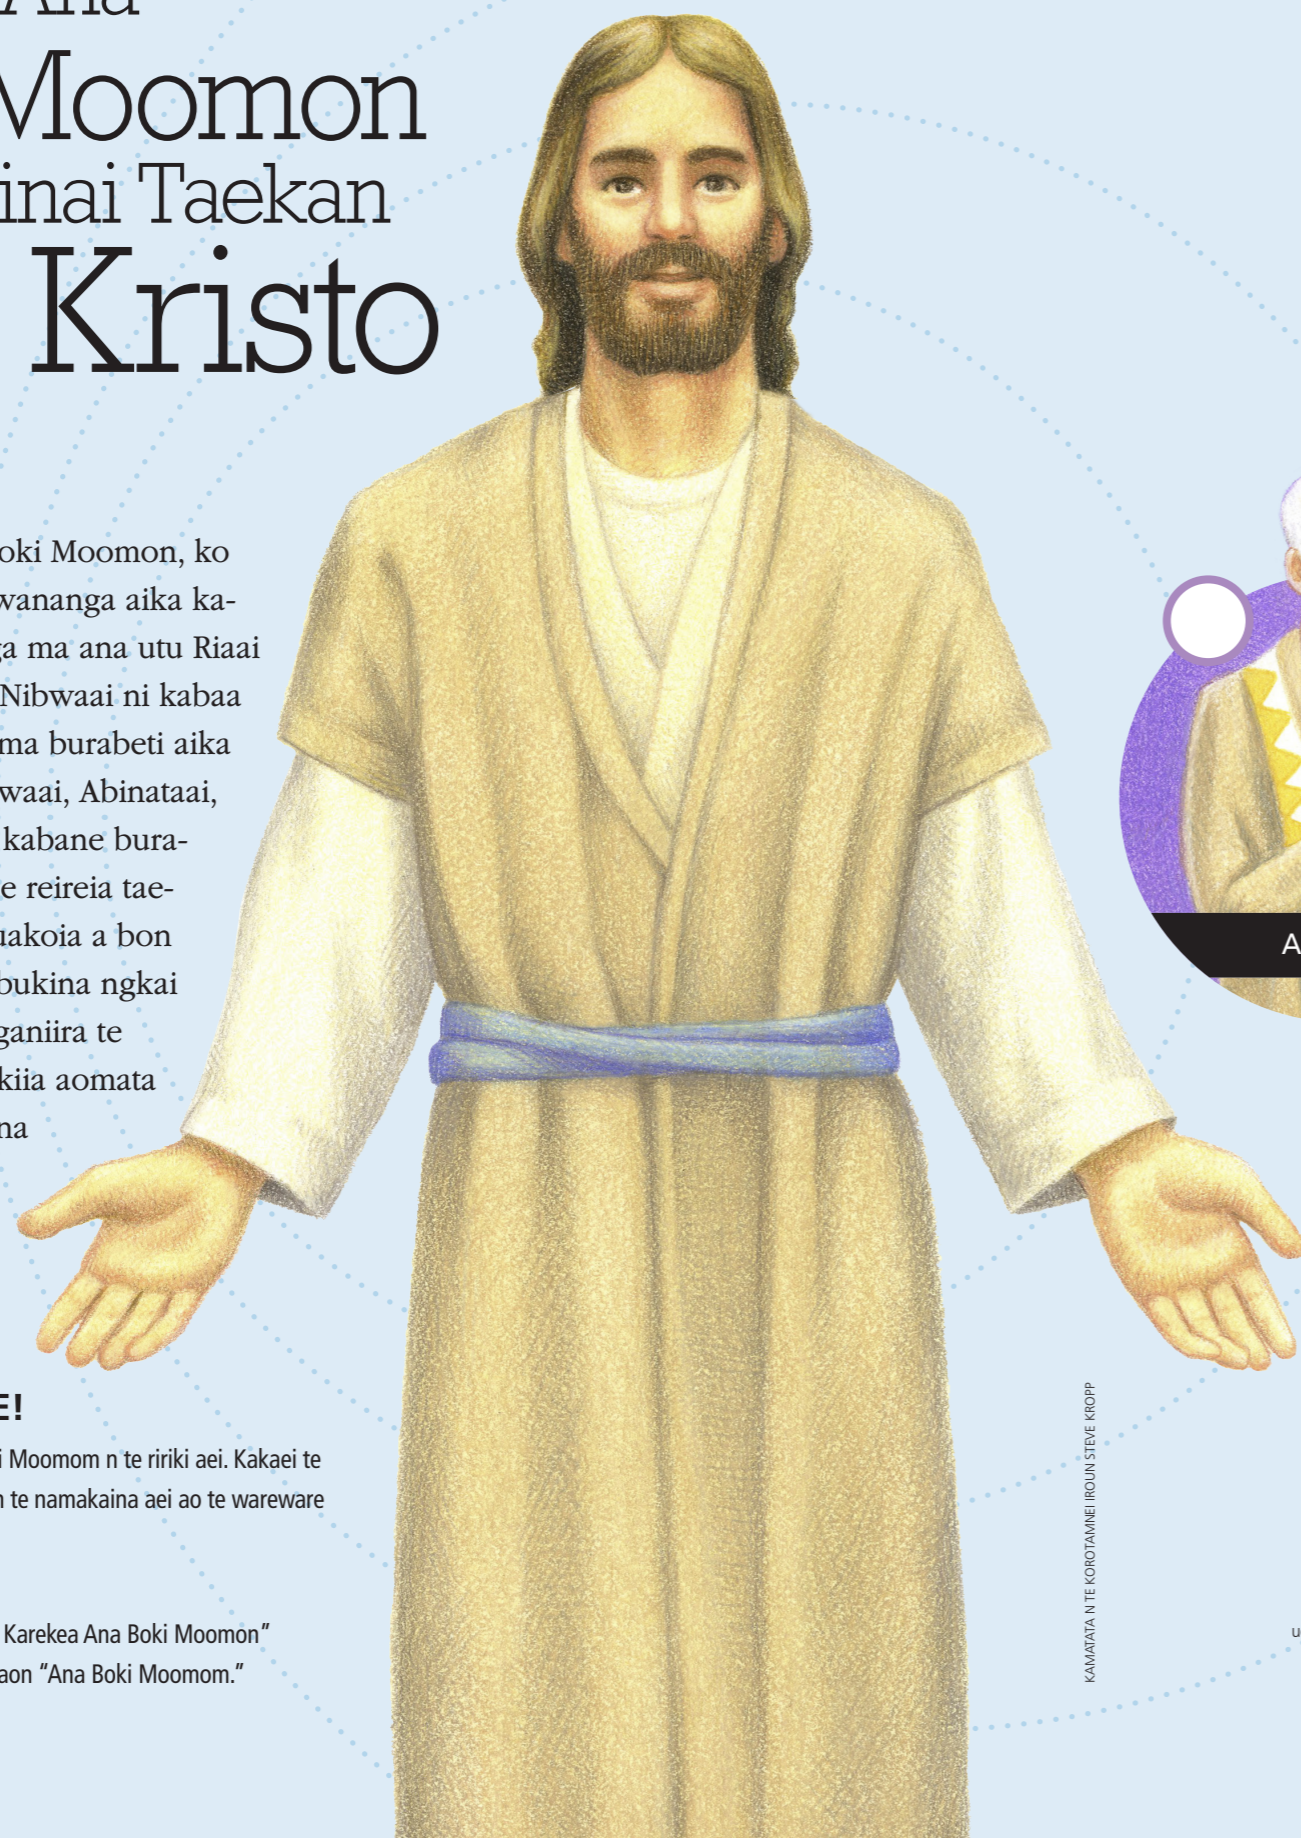 Ana
Moomon
inai Taekan
Kristo
oki Moomon, ko
wananga aika ka-
ga ma ana utu Riaai
Nibwaai ni kabaa
ma burabeti aika
waai, Abinataai,
kabane bura-
e reireia tae-
uakoia a bon
bukina ngkai
ganiira te
kiia aomata
na
E!
i Moomom n te ririki aei. Kakaei te
n te namakaina aei ao te wareware
Karekea Ana Boki Moomon”
aon “Ana Boki Moomom.”
KAMATATA N TE KOROTAMNEI IROUN STEVE KROPP
A
u